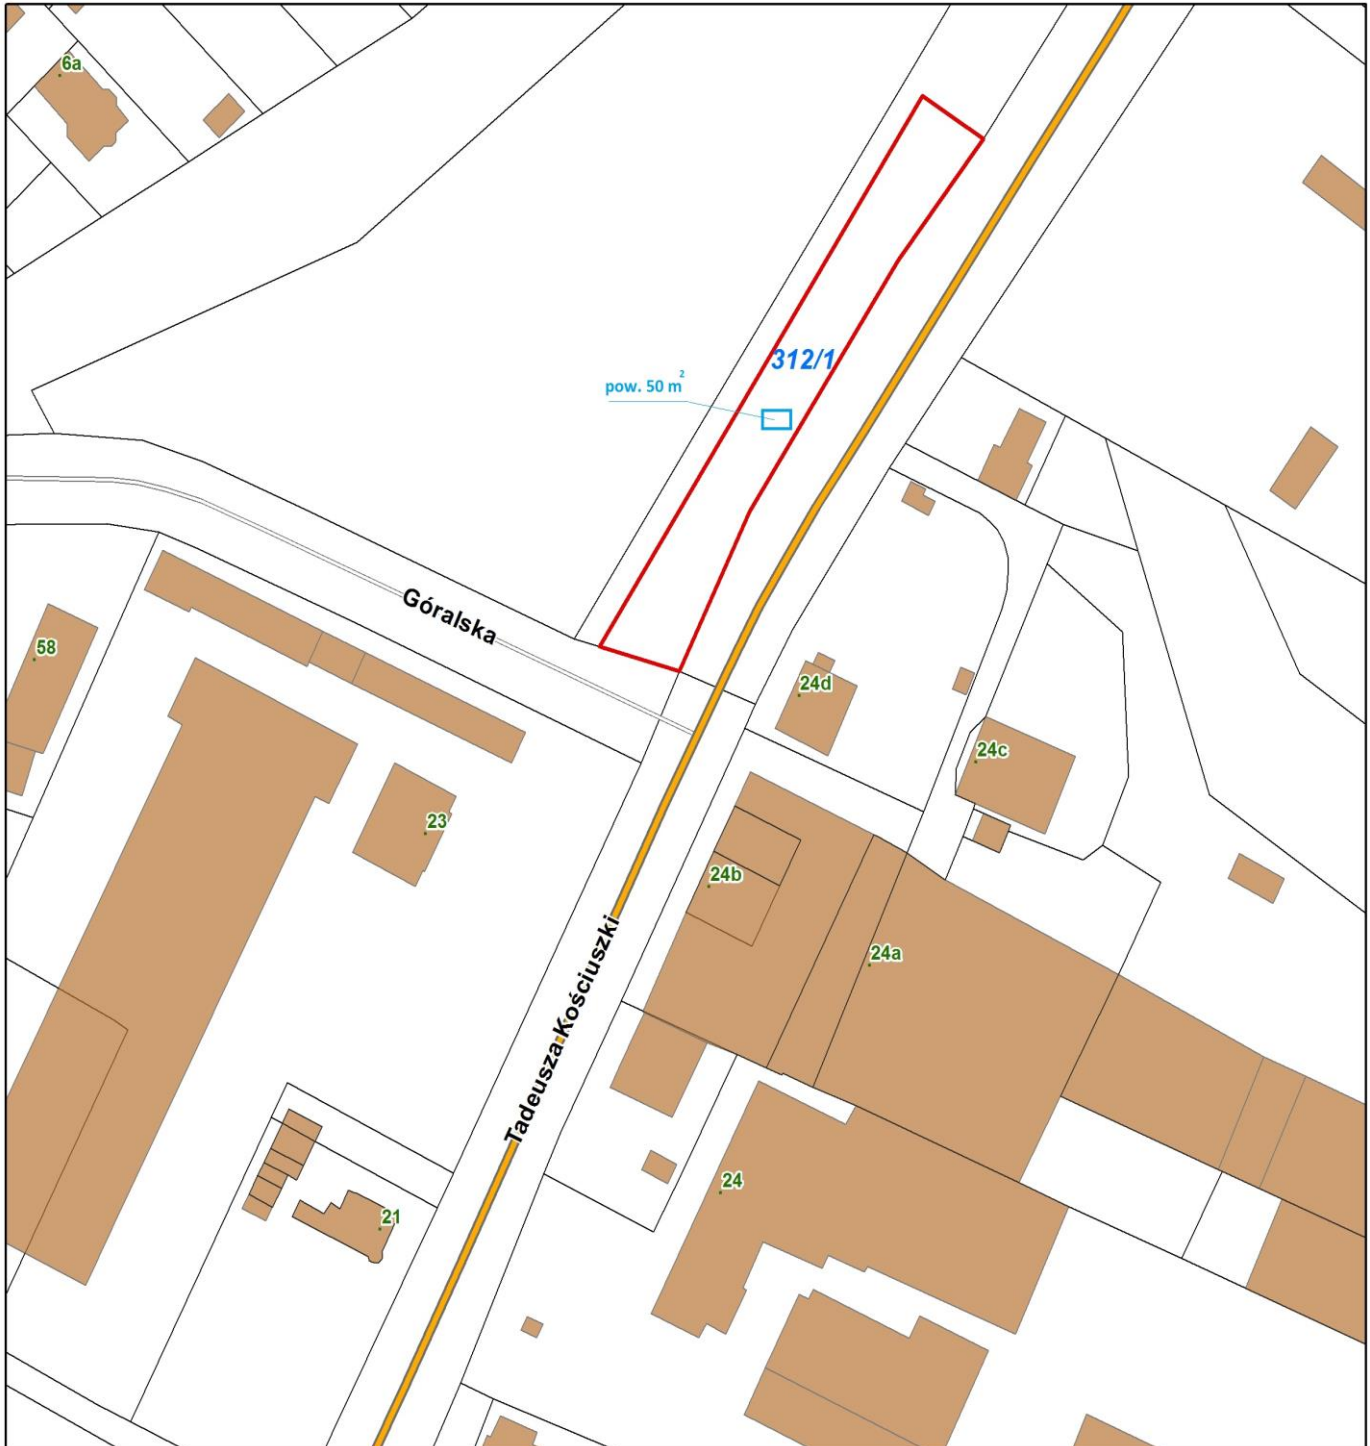 6a
312/1
pow. 50 m²
Góralska
58
24d
24c
23
24b
24a
Tadeusza Kościuszki
24
21